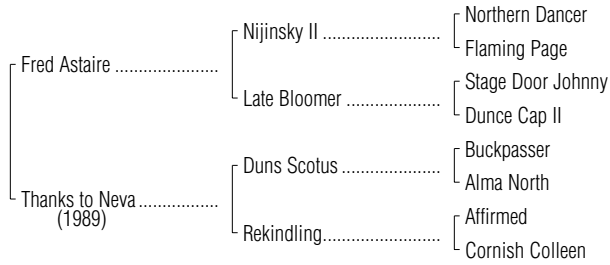 Northern Dancer
Nijinsky II ........................
Flaming Page
Fred Astaire .....................
Stage Door Johnny
Late Bloomer ...................
Dunce Cap II
Buckpasser
Duns Scotus ....................
Alma North
Thanks to Neva ................
(1989)
Affirmed
Rekindling........................
Cornish Colleen